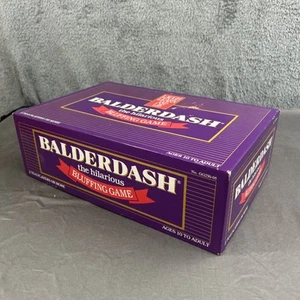 BALDERDASH®
the hilarious
BLUFFING GAME
AGES 10 TO ADULT
BALDERDASH®
the hilarious
BLUFFING GAME
AGES 10 TO ADULT